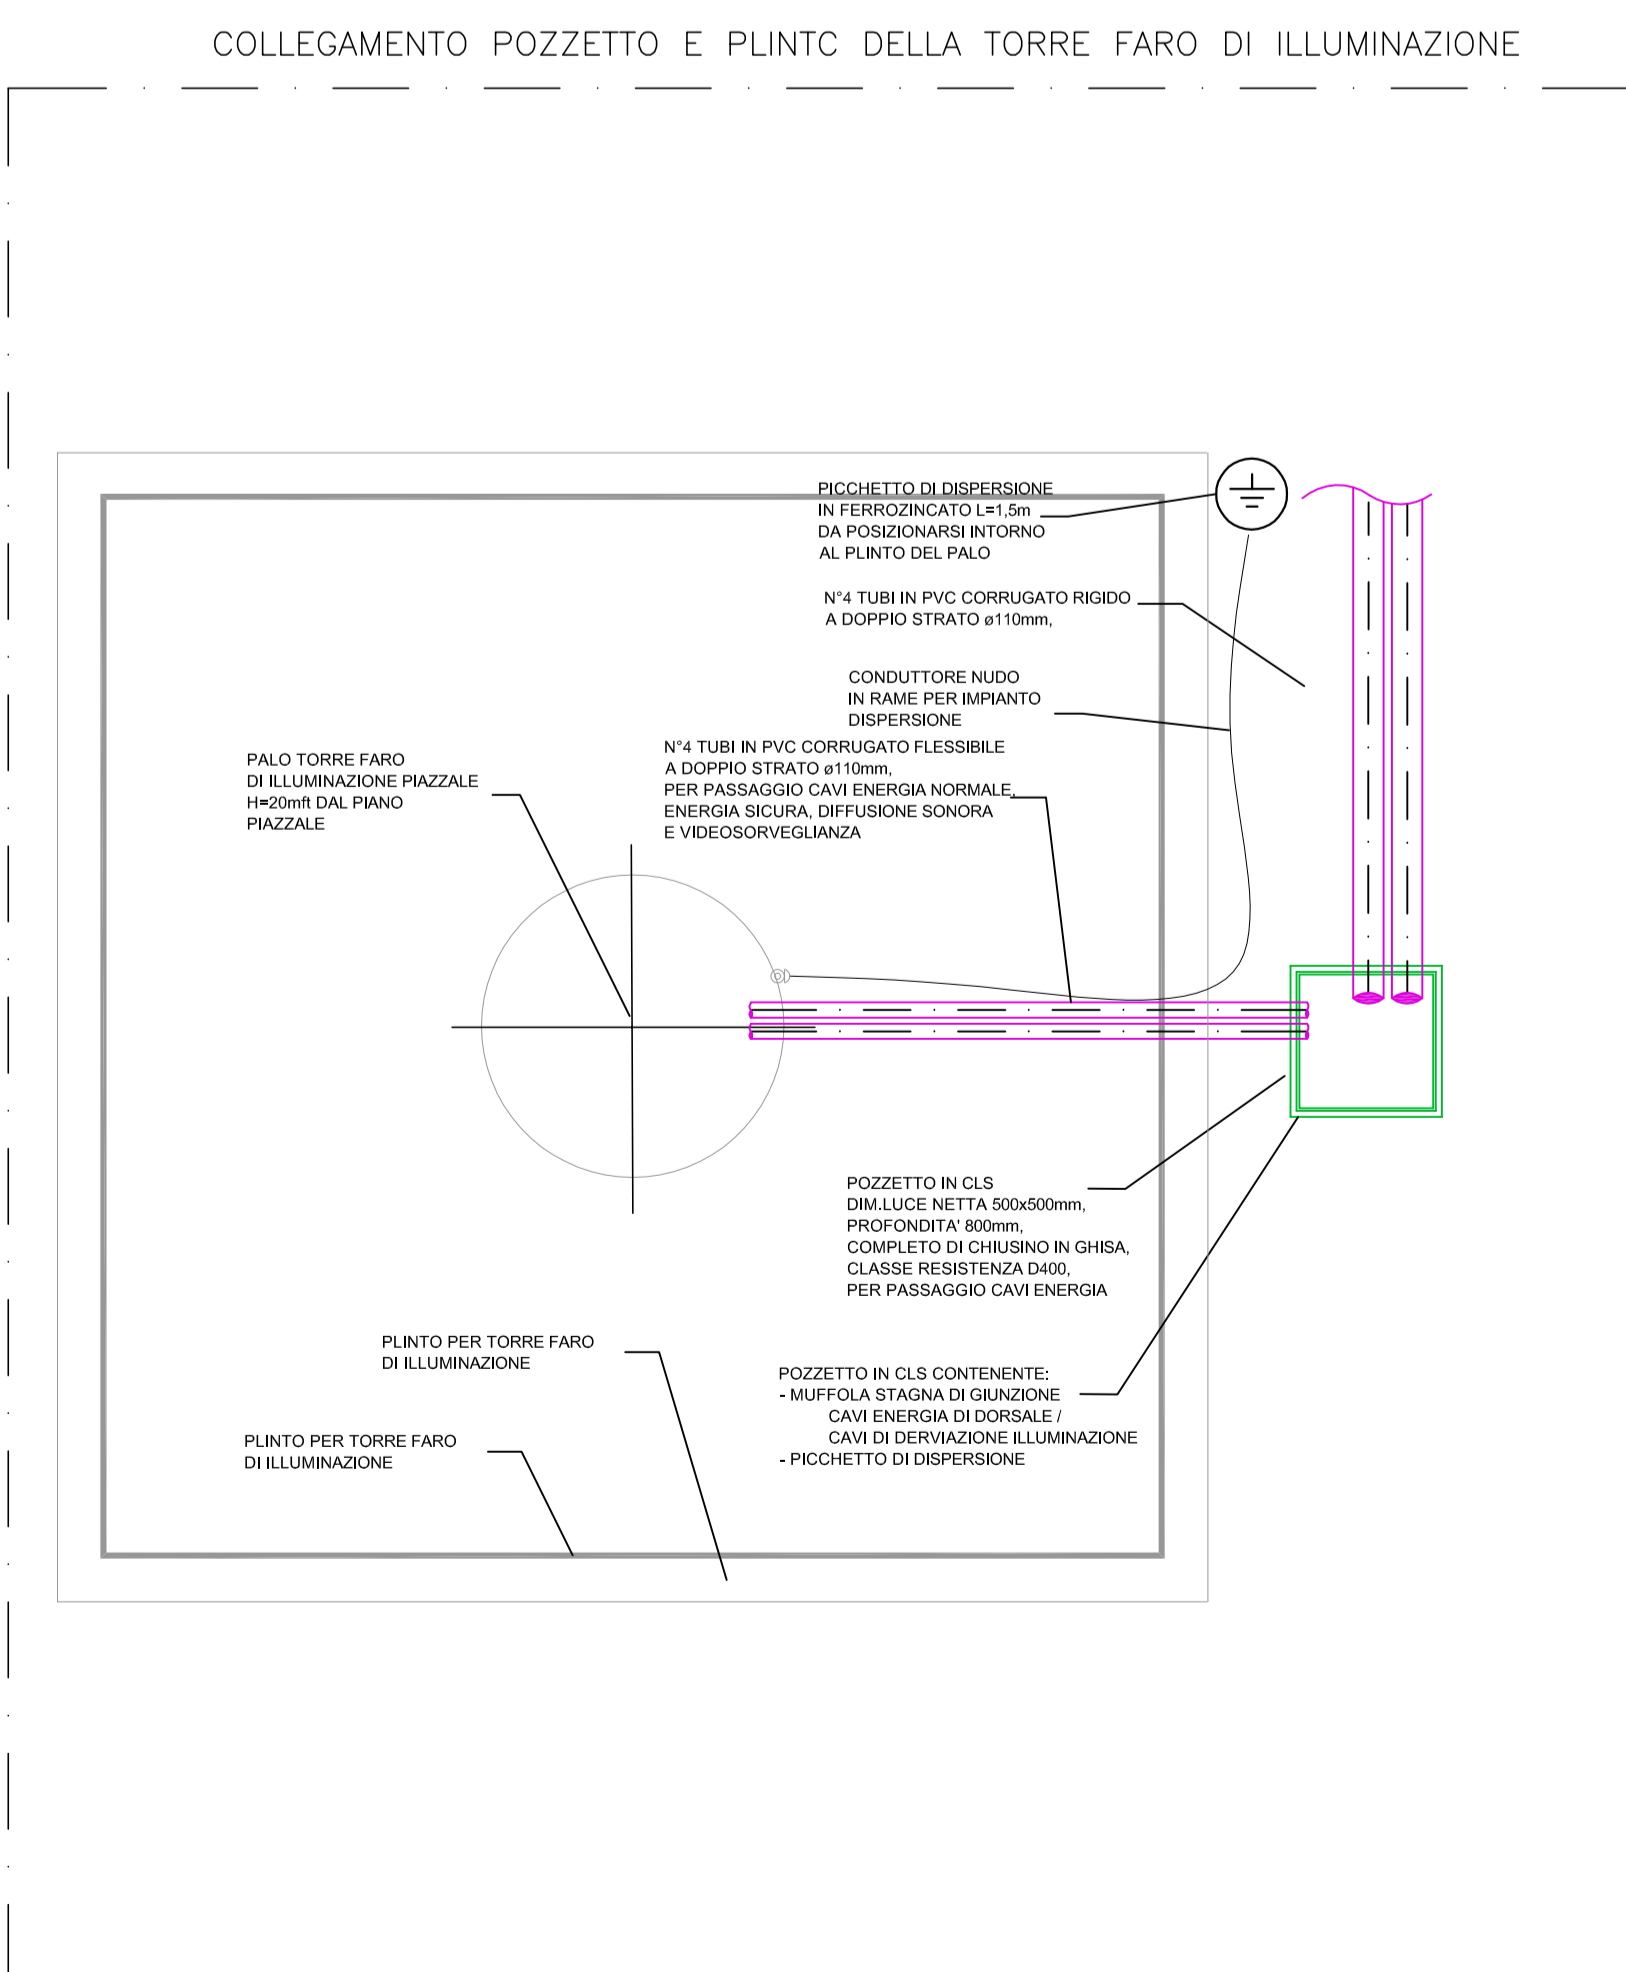 COLLEGAMENTO POZZETTO E PLINTC DELLA TORRE FARO DI ILLUMINAZIONE
PICCHETTO DI DISPERSIONE
IN FERROZINCATO L=1,5m
DA POSIZIONARSI INTORNO
AL PLINTO DEL PALO
N°4 TUBI IN PVC CORRUGATO RIGIDO
A DOPPIO STRATO ø110mm,
CONDUTTORE NUDO
IN RAME PER IMPIANTO
DISPERSIONE
N°4 TUBI IN PVC CORRUGATO FLESSIBILE
A DOPPIO STRATO ø110mm,
PER PASSAGGIO CAVI ENERGIA NORMALE,
ENERGIA SICURA, DIFFUSIONE SONORA
E VIDEOSORVEGLIANZA
PALO TORRE FARO
DI ILLUMINAZIONE PIAZZALE
H=20mft DAL PIANO
PIAZZALE
POZZETTO IN CLS
DIM.LUCE NETTA 500x500mm,
PROFONDITA' 800mm,
COMPLETO DI CHIUSINO IN GHISA,
CLASSE RESISTENZA D400,
PER PASSAGGIO CAVI ENERGIA
PLINTO PER TORRE FARO
DI ILLUMINAZIONE
POZZETTO IN CLS CONTENENTE:
- MUFFOLA STAGNA DI GIUNZIONE
CAVI ENERGIA DI DORSALE /
CAVI DI DERVIAZIONE ILLUMINAZIONE
- PICCHETTO DI DISPERSIONE
PLINTO PER TORRE FARO
DI ILLUMINAZIONE